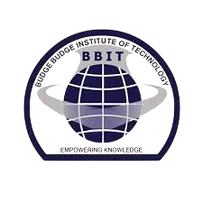 BUDGE BUDGE INSTITUTE OF TECHNOLOGY
BBIT
EMPOWERING KNOWLEDGE